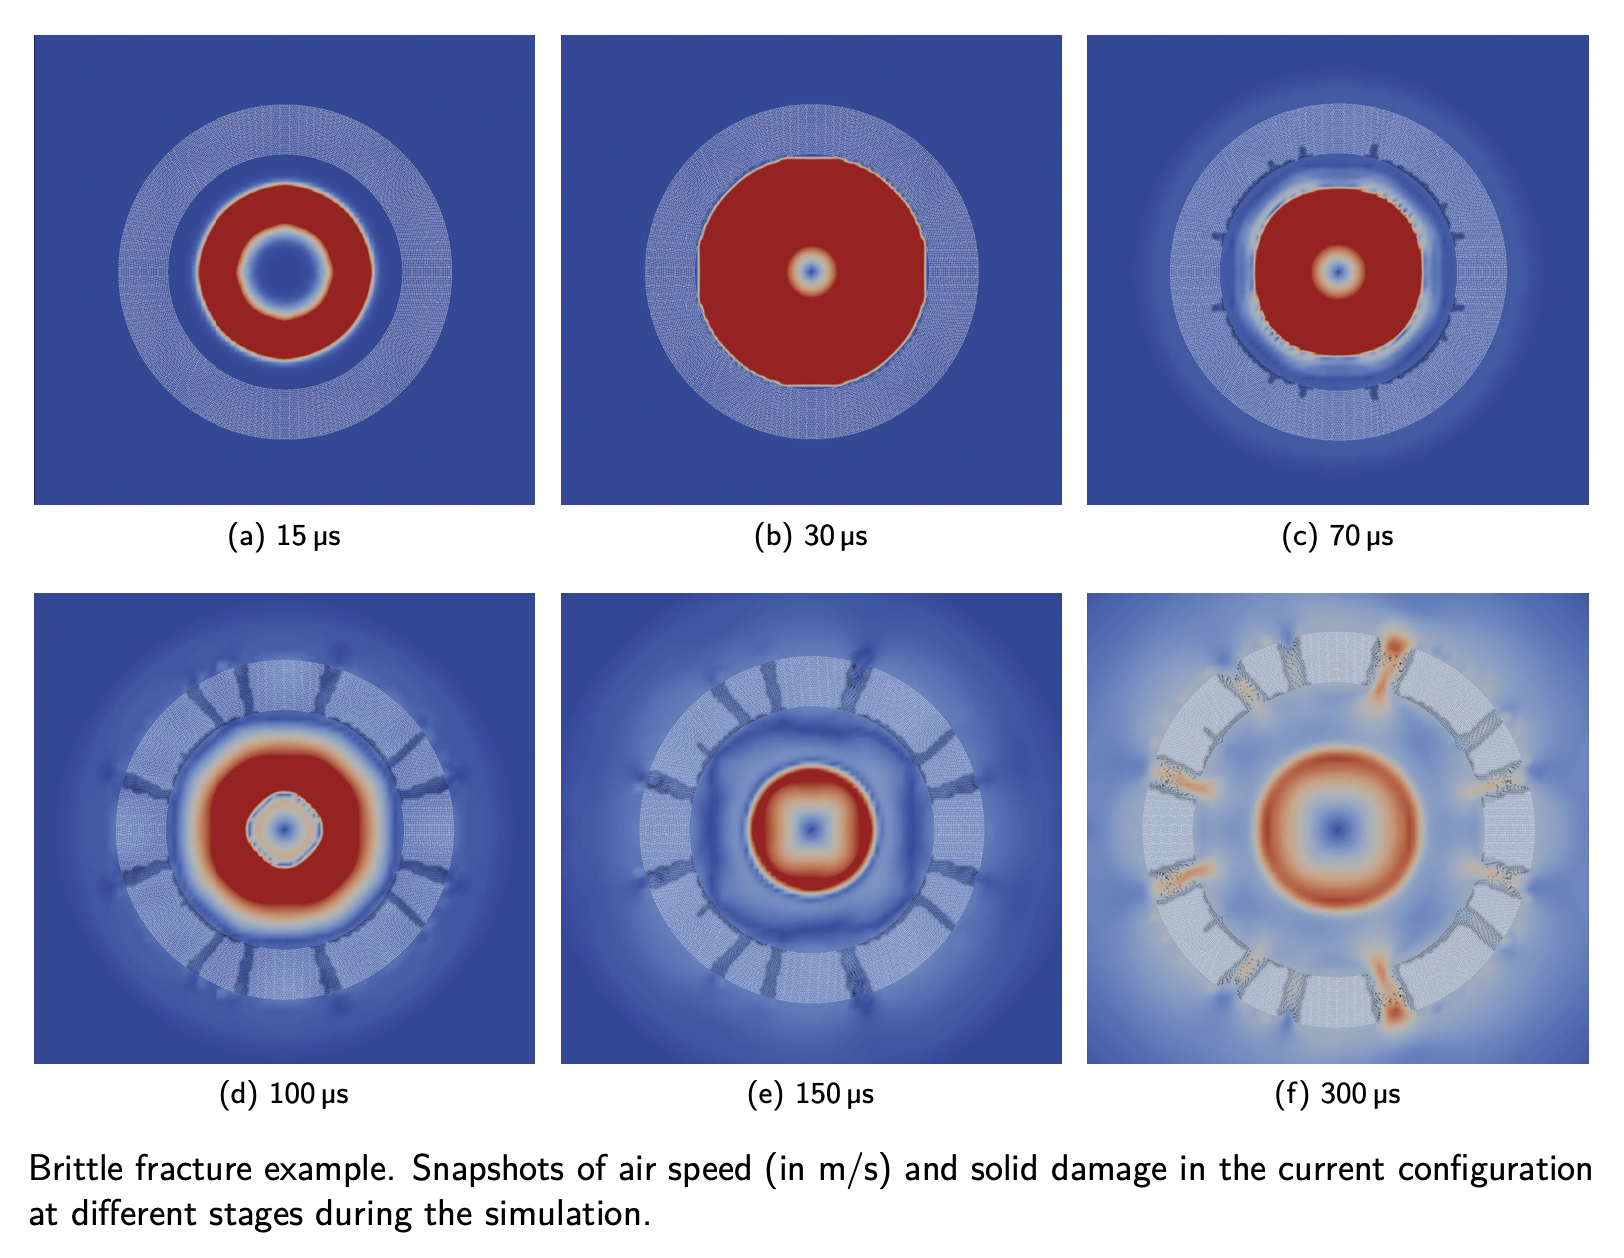 (a) 15 µs
(b) 30 µs
(c) 70 µs
(d) 100 µs
(e) 150 µs
(f) 300 µs
Brittle fracture example. Snapshots of air speed (in m/s) and solid damage in the current configuration
at different stages during the simulation.